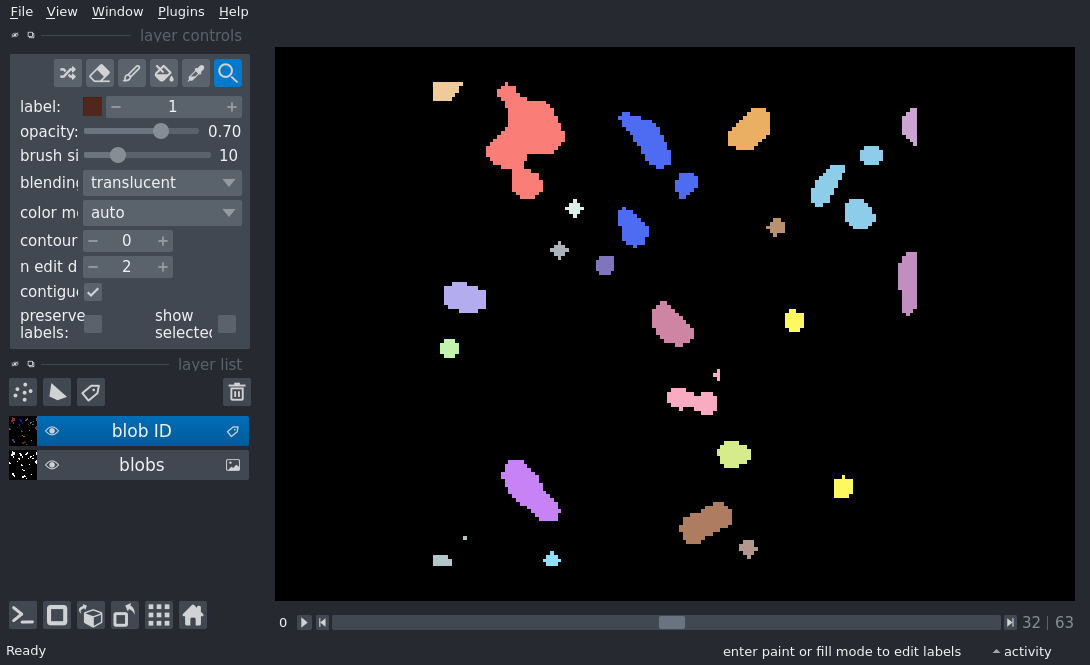 File View Window Plugins Help
layer controls
label: 1
opacity: 0.70
brush si 10
blending translucent
color m auto
contour 0
n edit d 2
contigu
preserve labels: show selected
layer list
blob ID
blobs
0 32 | 63
Ready enter paint or fill mode to edit labels activity